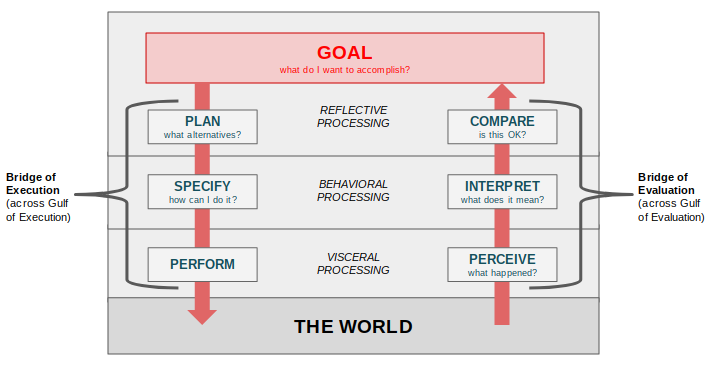 GOAL
what do I want to accomplish?
REFLECTIVE
PROCESSING
PLAN
what alternatives?
COMPARE
is this OK?
Bridge of
Execution
(across Gulf
of Execution)
SPECIFY
how can I do it?
BEHAVIORAL
PROCESSING
INTERPRET
what does it mean?
Bridge of
Evaluation
(across Gulf
of Evaluation)
PERFORM
VISCERAL
PROCESSING
PERCEIVE
what happened?
THE WORLD